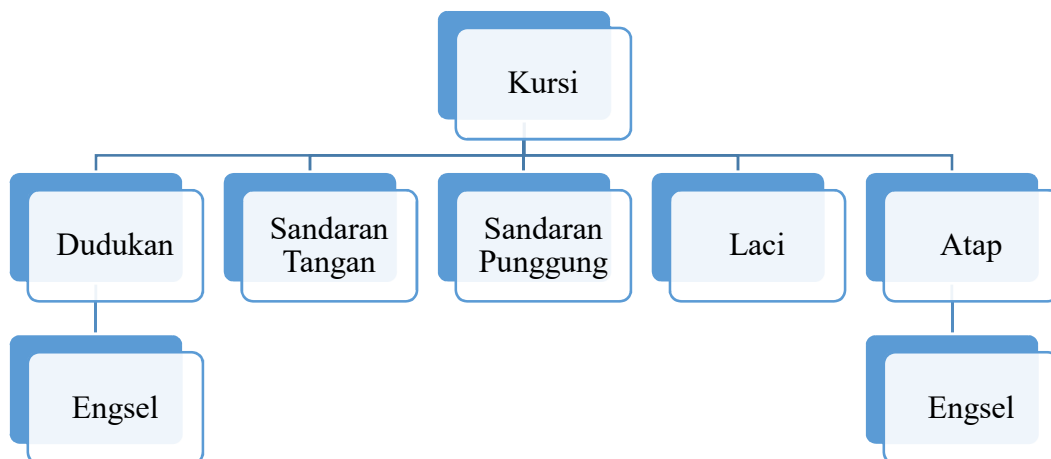 Kursi
Dudukan
Sandaran
Tangan
Sandaran
Punggung
Laci
Atap
Engsel
Engsel